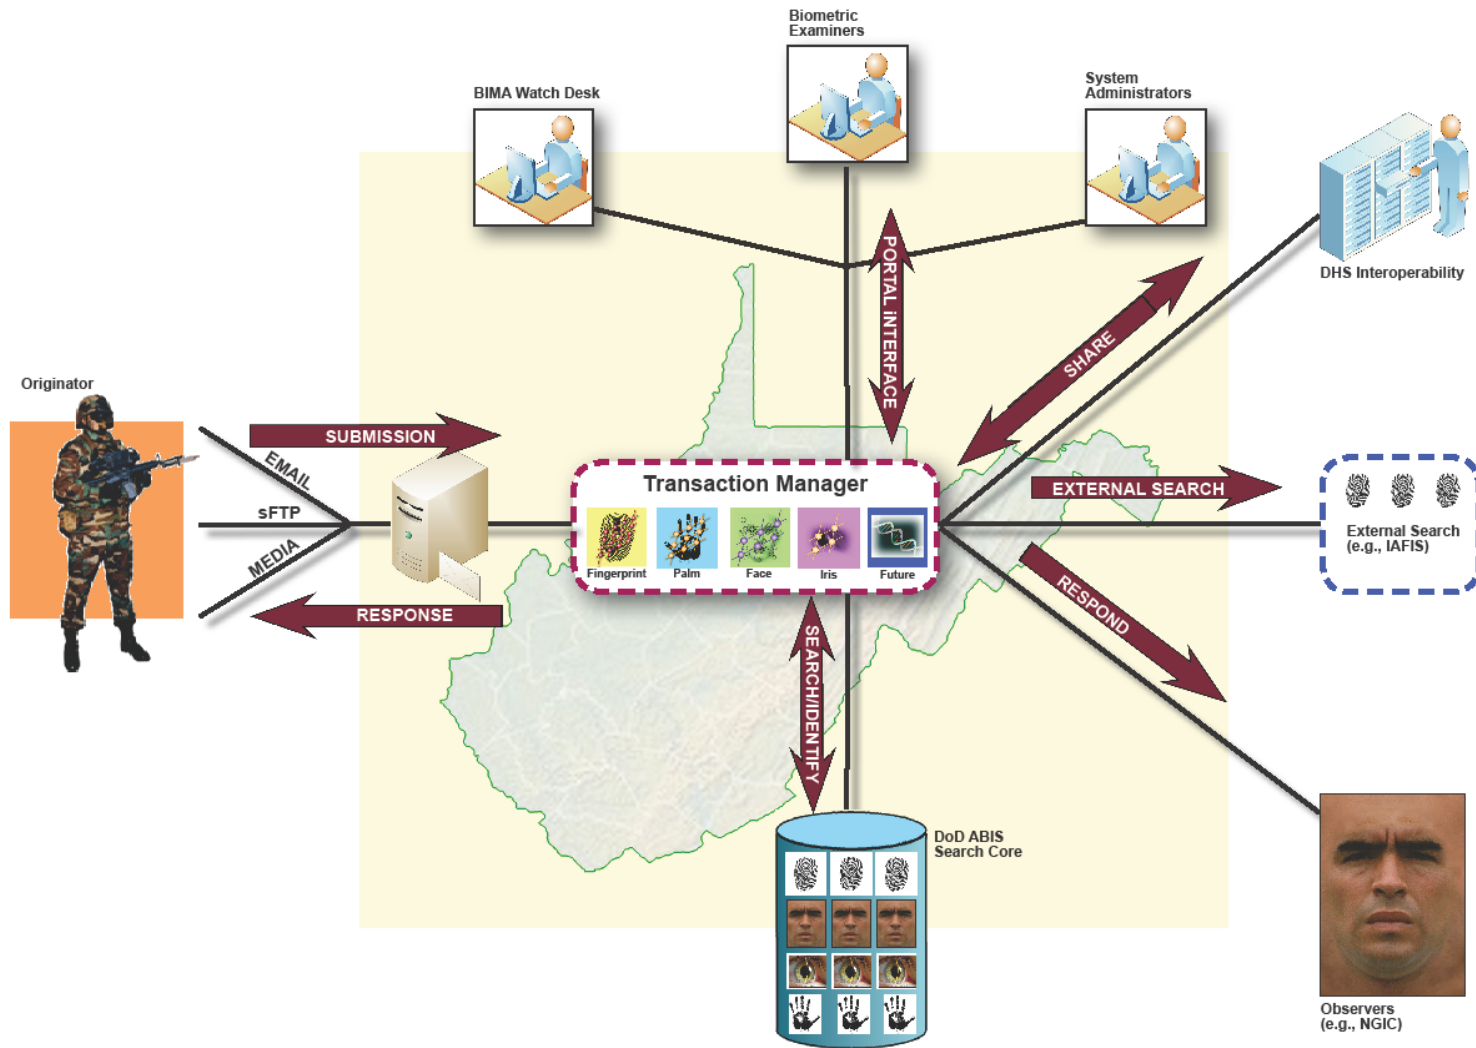 Biometric
Examiners
BIMA Watch Desk
System
Administrators
DHS Interoperability
PORTAL iNTERFACE
SHARE
Originator
SUBMISSION
EMAIL
sFTP
MEDIA
RESPONSE
Transaction Manager
Fingerprint
Palm
Face
Iris
Future
EXTERNAL SEARCH
External Search
(e.g., IAFIS)
RESPOND
SEARCH/IDENTIFY
DoD ABIS
Search Core
Observers
(e.g., NGIC)